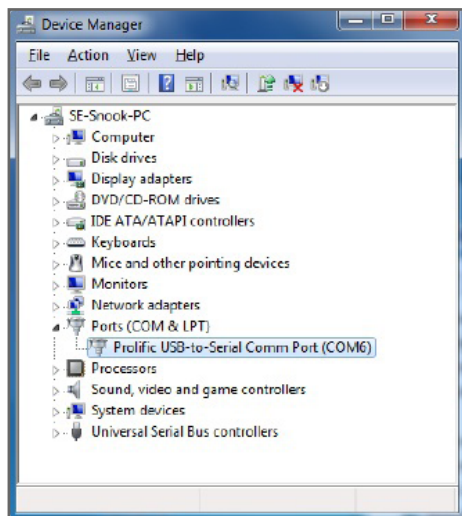 Device Manager
File Action View Help
SE-Snook-PC
Computer
Disk drives
Display adapters
DVD/CD-ROM drives
IDE ATA/ATAPI controllers
Keyboards
Mice and other pointing devices
Monitors
Network adapters
Ports (COM & LPT)
Prolific USB-to-Serial Comm Port (COM6)
Processors
Sound, video and game controllers
System devices
Universal Serial Bus controllers